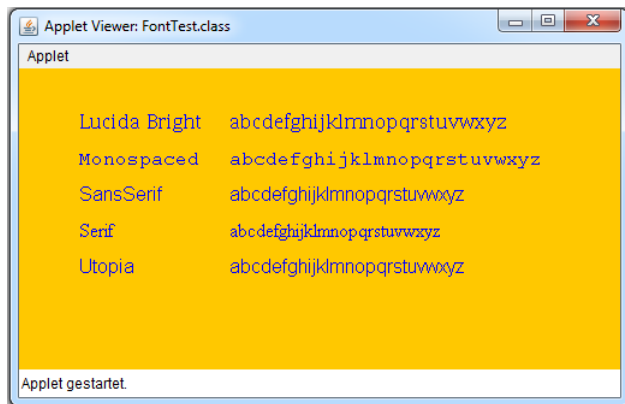 Applet Viewer: FontTest.class
Applet
Lucida Bright abcdefghijklmnopqrstuvwxyz
Monospaced abcdefghijklmnopqrstuvwxyz
SansSerif abcdefghijklmnopqrstuvwxyz
Serif abcdefghijklmnopqrstuvwxyz
Utopia abcdefghijklmnopqrstuvwxyz
Applet gestartet.